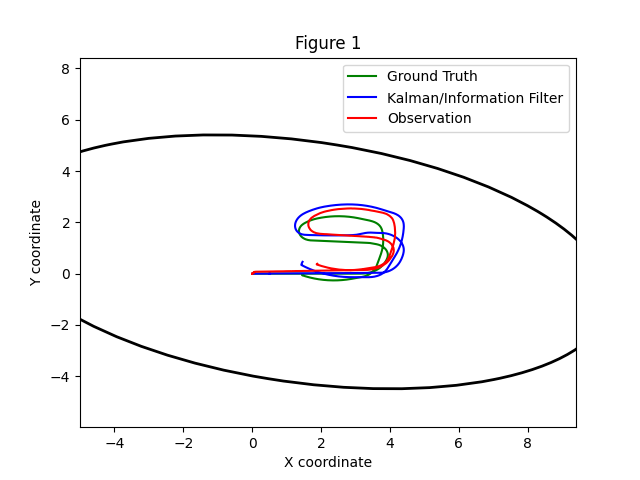 Figure 1
Ground Truth
Kalman/Information Filter
Observation
Y coordinate
8
6
4
2
0
−2
−4
−4 −2 0 2 4 6 8
X coordinate